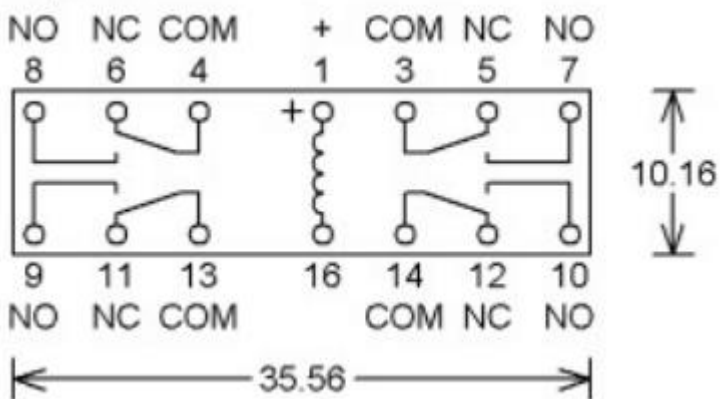 NO NC COM + COM NC NO
8 6 4 1 3 5 7
+
10.16
9 11 13 16 14 12 10
NO NC COM COM NC NO
35.56